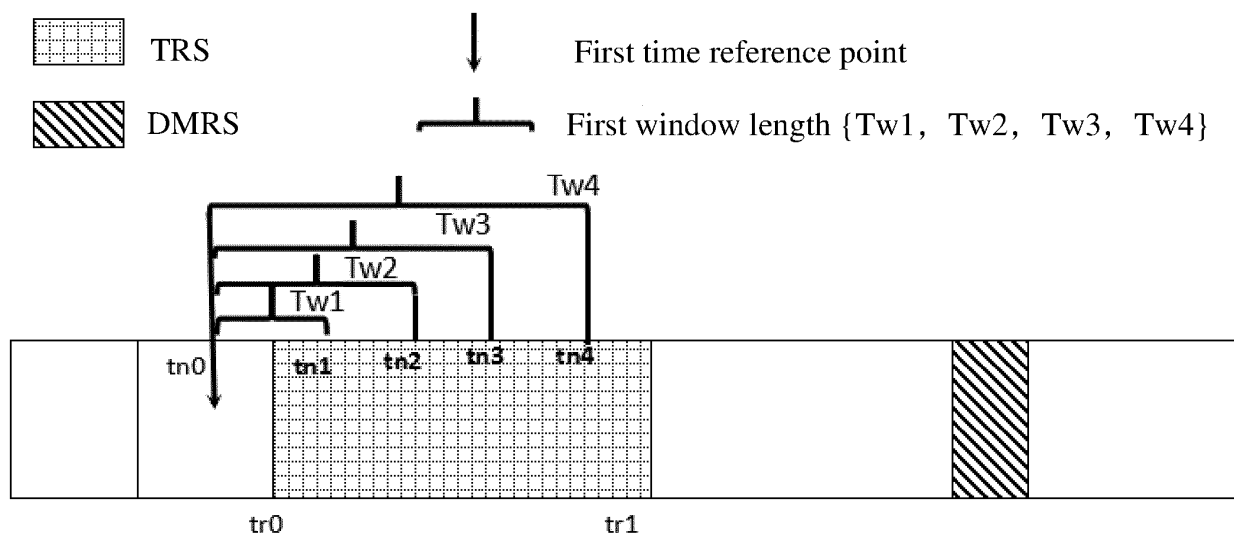 TRS
First time reference point
DMRS
First window length {Tw1, Tw2, Tw3, Tw4}
Tw4
Tw3
Tw2
Tw1
tn0 tn1 tn2 tn3 tn4
tr0 tr1